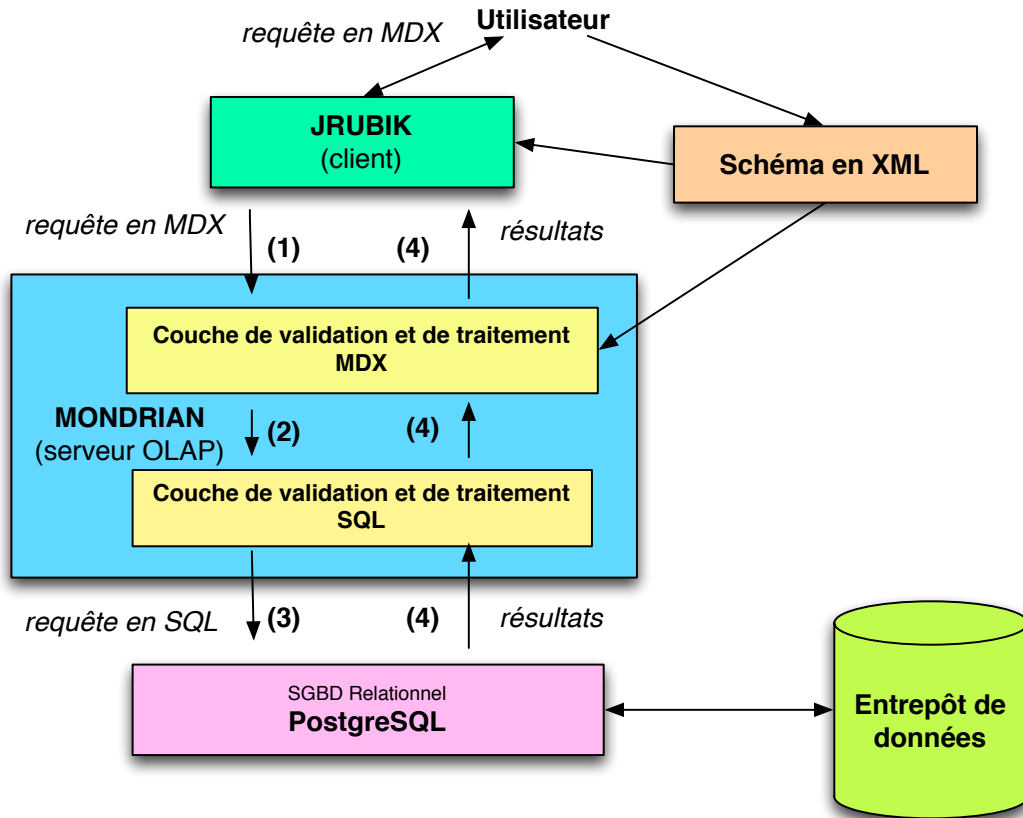 Utilisateur
requête en MDX
JRUBIK
(client)
Schéma en XML
requête en MDX
(1)
(4)
résultats
Couche de validation et de traitement
MDX
MONDRIAN
(serveur OLAP)
(2)
(4)
Couche de validation et de traitement
SQL
requête en SQL
(3)
(4)
résultats
SGBD Relationnel
PostgreSQL
Entrepôt de
données